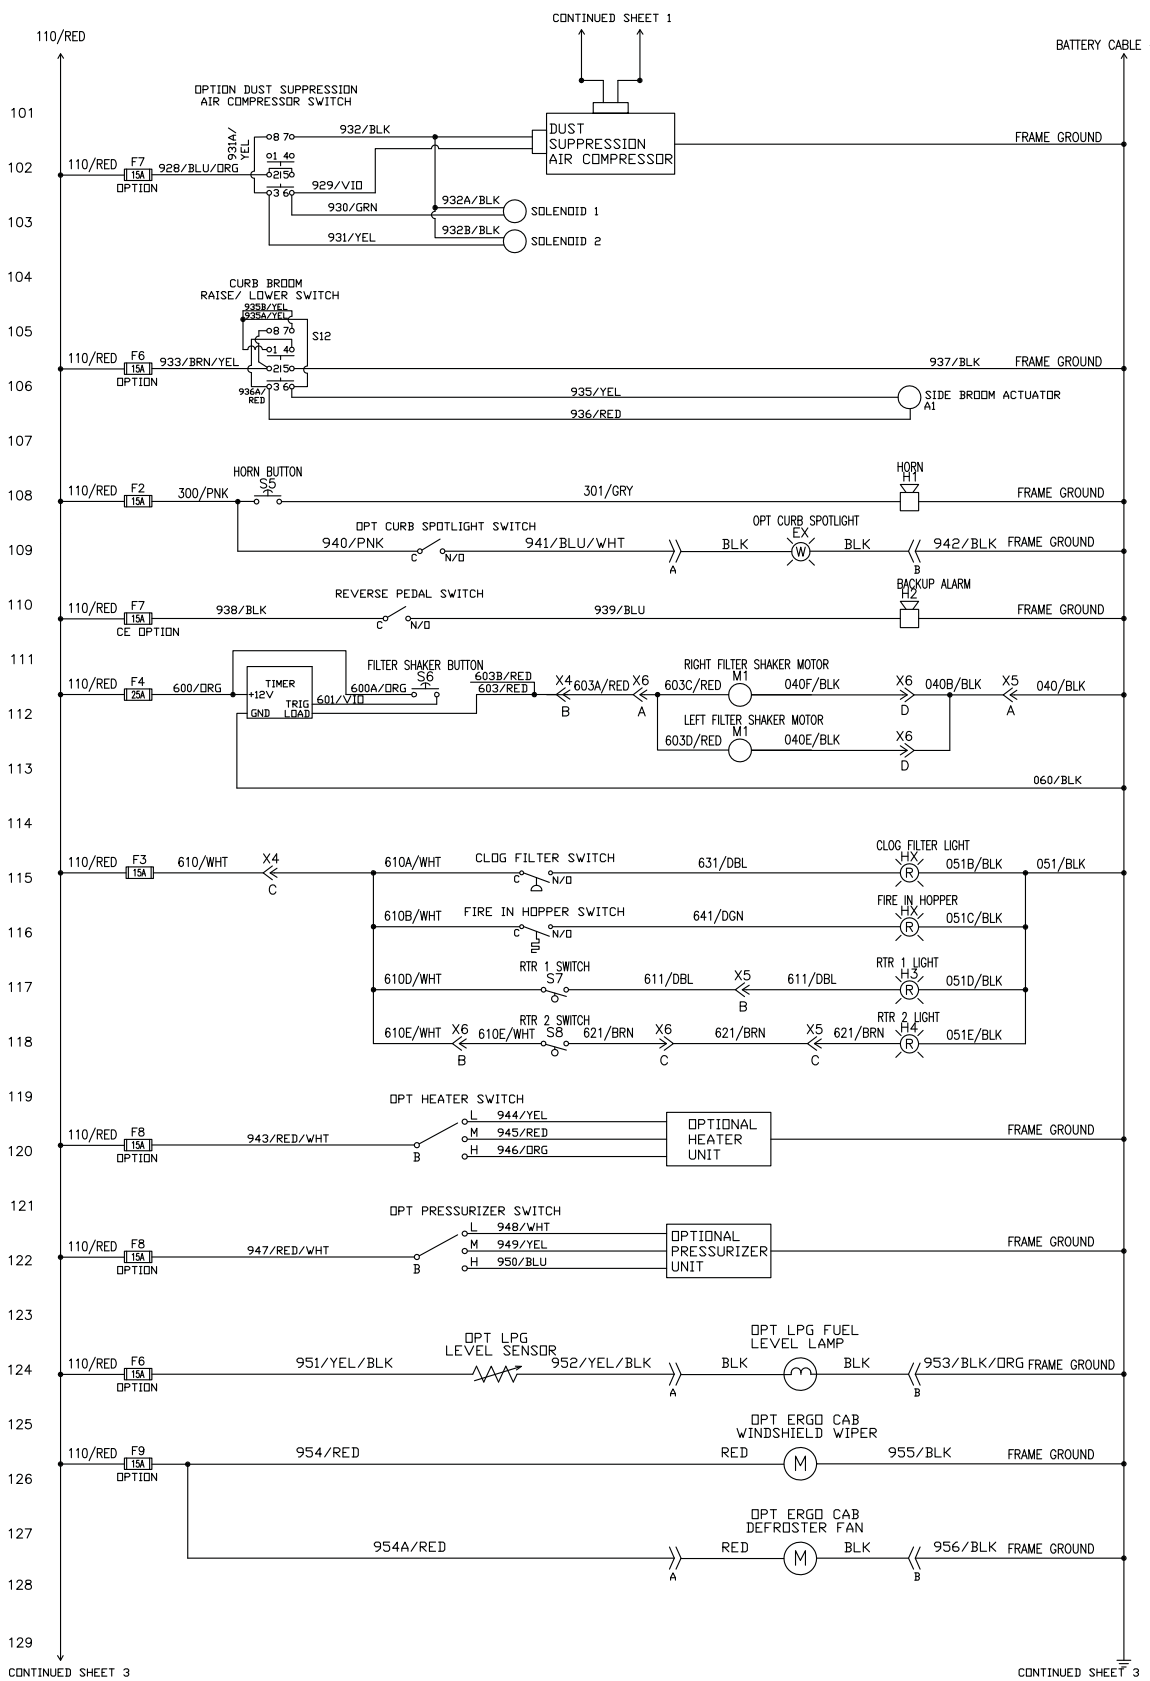 CONTINUED SHEET 1
110/RED
BATTERY CABLE
OPTION DUST SUPPRESSION
AIR COMPRESSOR SWITCH
101
931A/
YEL
8 7
932/BLK
DUST
SUPPRESSION
AIR COMPRESSOR
FRAME GROUND
1 4
102
110/RED
F7
15A
OPTION
928/BLU/ORG
2 5
3 6
929/VIO
930/GRN
932A/BLK
SOLENOID 1
103
931/YEL
932B/BLK
SOLENOID 2
104
CURB BROOM
RAISE/ LOWER SWITCH
935B/YEL
935A/YEL
105
8 7
S12
1 4
110/RED
F6
15A
OPTION
933/BRN/YEL
2 5
937/BLK
FRAME GROUND
106
936A/
RED
3 6
935/YEL
SIDE BROOM ACTUATOR
A1
936/RED
107
HORN BUTTON
S5
HORN
H1
108
110/RED
F2
15A
300/PNK
301/GRY
FRAME GROUND
OPT CURB SPOTLIGHT SWITCH
OPT CURB SPOTLIGHT
EX
109
940/PNK
C
N/O
941/BLU/WHT
A
BLK
W
BLK
B
942/BLK
FRAME GROUND
BACKUP ALARM
H2
110
REVERSE PEDAL SWITCH
110/RED
F7
15A
CE OPTION
938/BLK
C
N/O
939/BLU
FRAME GROUND
111
FILTER SHAKER BUTTON
S6
RIGHT FILTER SHAKER MOTOR
M1
110/RED
F4
25A
600/ORG
TIMER
+12V
TRIG
GND
LOAD
600A/ORG
601/VIO
603B/RED
603/RED
X4
B
603A/RED
X6
A
603C/RED
040F/BLK
X6
D
040B/BLK
X5
A
040/BLK
112
LEFT FILTER SHAKER MOTOR
M1
603D/RED
040E/BLK
X6
D
113
060/BLK
114
CLOG FILTER LIGHT
HX
115
110/RED
F3
15A
610/WHT
X4
C
610A/WHT
CLOG FILTER SWITCH
C
N/O
631/DBL
R
051B/BLK
051/BLK
FIRE IN HOPPER
HX
116
610B/WHT
FIRE IN HOPPER SWITCH
C
N/O
641/DGN
R
051C/BLK
RTR 1 SWITCH
S7
RTR 1 LIGHT
H3
117
610D/WHT
611/DBL
X5
B
611/DBL
R
051D/BLK
RTR 2 SWITCH
S8
RTR 2 LIGHT
H4
118
610E/WHT
X6
B
610E/WHT
621/BRN
X6
C
621/BRN
X5
C
621/BRN
R
051E/BLK
119
OPT HEATER SWITCH
L
944/YEL
120
110/RED
F8
15A
OPTION
943/RED/WHT
B
M
945/RED
H
946/ORG
OPTIONAL
HEATER
UNIT
FRAME GROUND
121
OPT PRESSURIZER SWITCH
L
948/WHT
122
110/RED
F8
15A
OPTION
947/RED/WHT
B
M
949/YEL
H
950/BLU
OPTIONAL
PRESSURIZER
UNIT
FRAME GROUND
123
OPT LPG
LEVEL SENSOR
OPT LPG FUEL
LEVEL LAMP
124
110/RED
F6
15A
OPTION
951/YEL/BLK
952/YEL/BLK
A
BLK
BLK
B
953/BLK/ORG
FRAME GROUND
125
OPT ERGO CAB
WINDSHIELD WIPER
126
110/RED
F9
15A
OPTION
954/RED
RED
M
955/BLK
FRAME GROUND
127
OPT ERGO CAB
DEFROSTER FAN
954A/RED
A
RED
M
BLK
B
956/BLK
FRAME GROUND
128
129
CONTINUED SHEET 3
CONTINUED SHEET 3